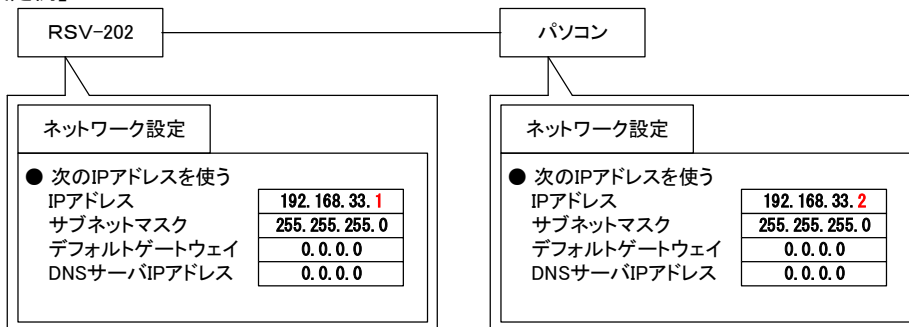 RSV-202
パソコン
ネットワーク設定
● 次のIPアドレスを使う
IPアドレス 192.168.33.1
サブネットマスク 255.255.255.0
デフォルトゲートウェイ 0.0.0.0
DNSサーバIPアドレス 0.0.0.0
ネットワーク設定
● 次のIPアドレスを使う
IPアドレス 192.168.33.2
サブネットマスク 255.255.255.0
デフォルトゲートウェイ 0.0.0.0
DNSサーバIPアドレス 0.0.0.0